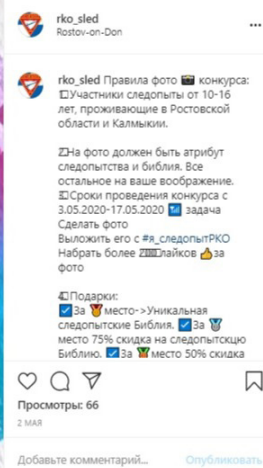 rko_sled
Rostov-on-Don
rko_sled Правила фото 📸 конкурса:
1️⃣Участники следопыты от 10-16
лет, проживающие в Ростовской
области и Калмыкии.
2️⃣На фото должен быть атрибут
следопытства и библия. Все
остальное на ваше воображение.
3️⃣Сроки проведения конкурса с
3.05.2020-17.05.2020 📶 задача
Сделать фото
Выложить его с #я_следопытРКО
Набрать более лайков 👍за
фото
4️⃣Подарки:
☑️За 🥇место->Уникальная
следопытские Библия. ☑️За 🥈
место 75% скидка на следопытскцю
Библию. ☑️За 🥉место 50% скидка
Просмотры: 66
2 МАЯ
Добавьте комментарий...
Опубликовать